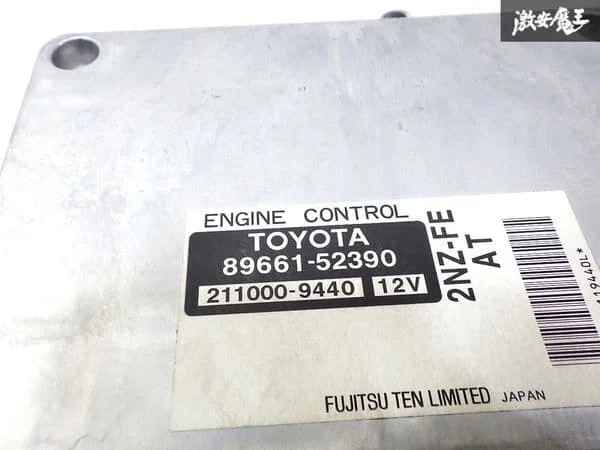 激安魔王
ENGINE CONTROL
TOYOTA
89661-52390
211000-9440 12V
2NZ-FE
AT
119440L*
FUJITSU TEN LIMITED JAPAN